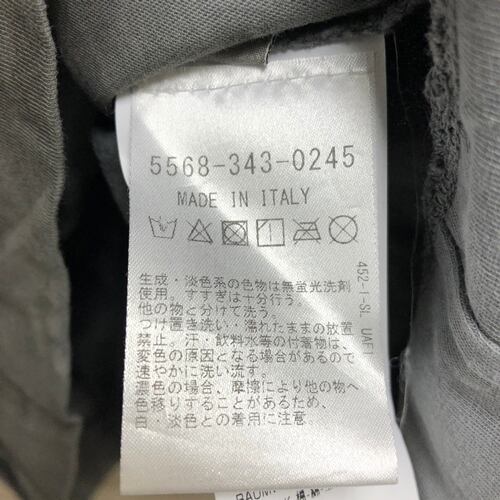 5568-343-0245
MADE IN ITALY
生成・淡色系の色物は無蛍光洗剤
使用。すすぎは十分行う。
他の物と分けて洗う。
つけ置き洗い・濡れたままの放置
禁止。汗・飲料水等の付着物は、
変色の原因となる場合があるので
速やかに洗い流す。
濃色の場合、摩擦により他の物へ
色移りすることがあるため、
白・淡色との着用に注意。
452-I-SL UAFI
BAUM